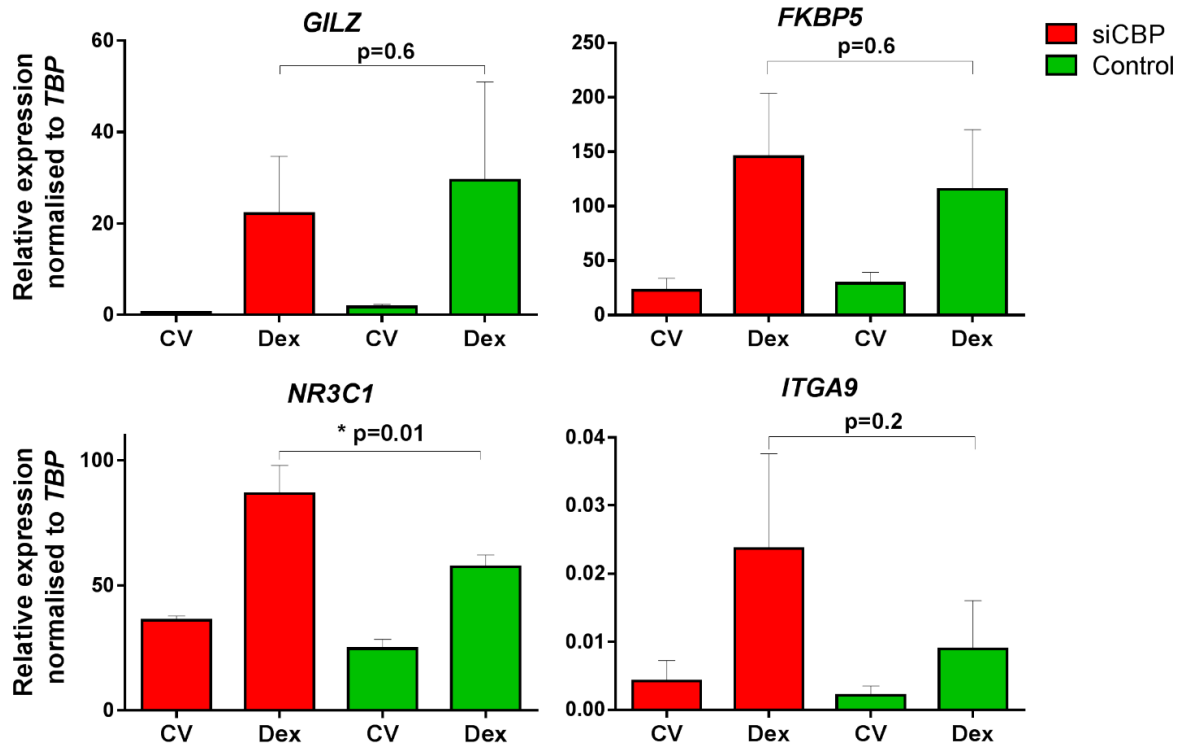 GILZ
FKBP5
siCBP
Control
Relative expression
normalised to TBP
60
40
20
0
p=0.6
CV
Dex
CV
Dex
250
200
150
100
50
0
p=0.6
CV
Dex
CV
Dex
NR3C1
ITGA9
Relative expression
normalised to TBP
100
50
0
* p=0.01
CV
Dex
CV
Dex
0.04
0.03
0.02
0.01
0.00
p=0.2
CV
Dex
CV
Dex